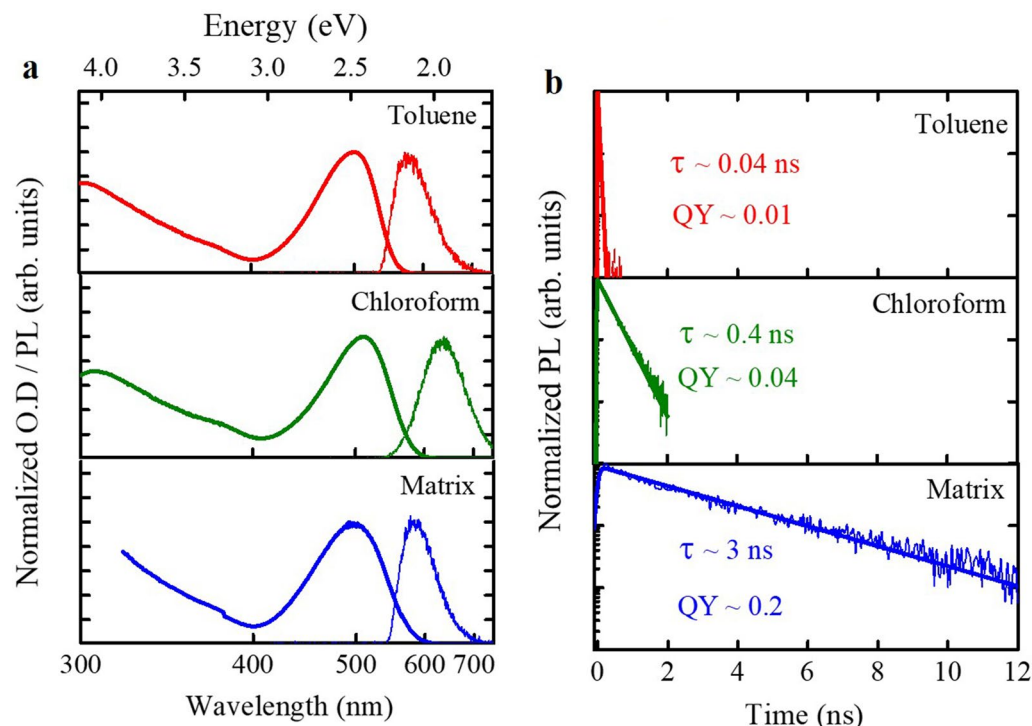 Energy (eV)
a
4.0 3.5 3.0 2.5 2.0
Normalized O.D / PL (arb. units)
Toluene
Chloroform
Matrix
300 400 500 600 700
Wavelength (nm)
b
Normalized PL (arb. units)
Toluene
τ ~ 0.04 ns
QY ~ 0.01
Chloroform
τ ~ 0.4 ns
QY ~ 0.04
Matrix
τ ~ 3 ns
QY ~ 0.2
0 2 4 6 8 10 12
Time (ns)